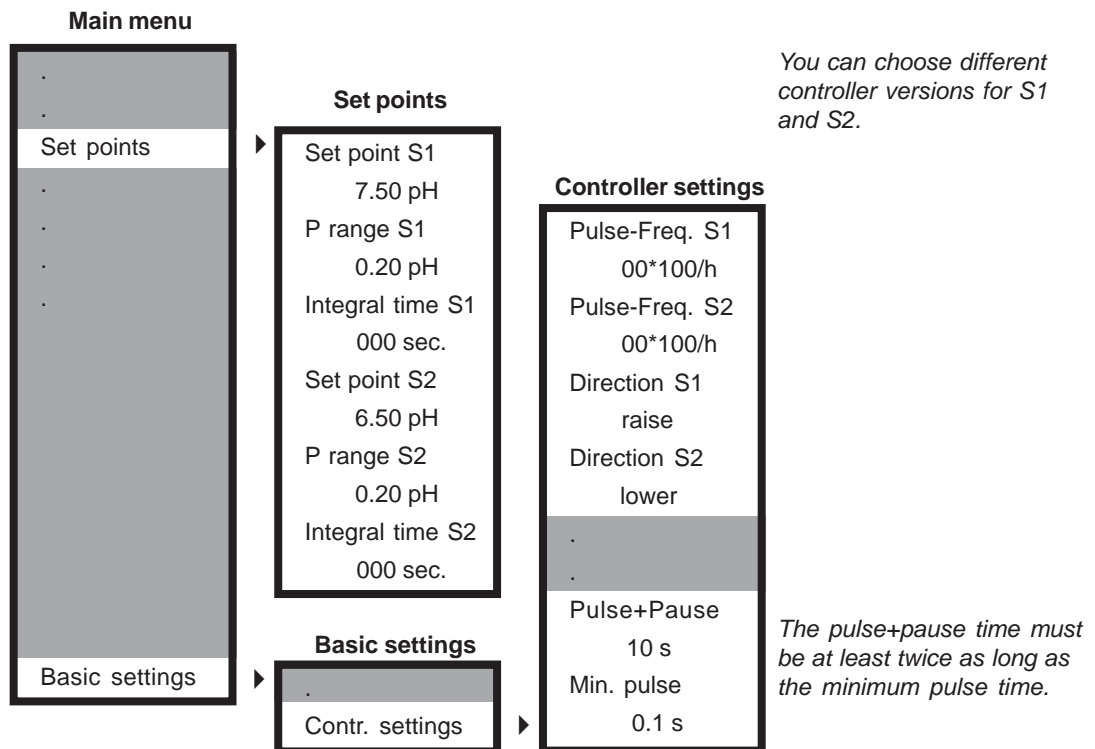 Main menu
.
.
Set points
.
.
.
.
Basic settings
Set points
Set point S1
7.50 pH
P range S1
0.20 pH
Integral time S1
000 sec.
Set point S2
6.50 pH
P range S2
0.20 pH
Integral time S2
000 sec.
Basic settings
.
Contr. settings
Controller settings
Pulse-Freq. S1
00*100/h
Pulse-Freq. S2
00*100/h
Direction S1
raise
Direction S2
lower
.
.
Pulse+Pause
10 s
Min. pulse
0.1 s
You can choose different
controller versions for S1
and S2.
The pulse+pause time must
be at least twice as long as
the minimum pulse time.